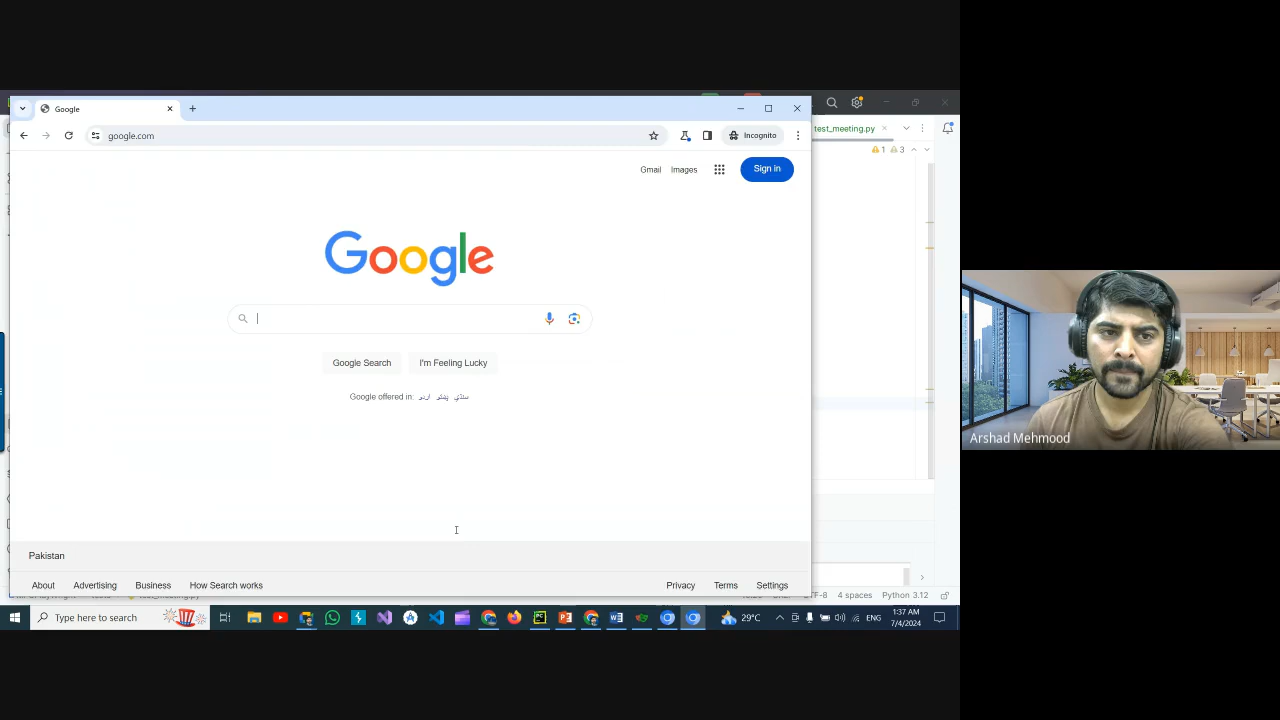 Google
google.com
Incognito
test_meeting.py
1 3
Gmail Images Sign in
Google
Google Search I'm Feeling Lucky
Google offered in: اردو پښتو سنڌي
Arshad Mehmood
Pakistan
About Advertising Business How Search works Privacy Terms Settings
4 spaces Python 3.12
Type here to search
29°C ENG
1:37 AM
7/4/2024